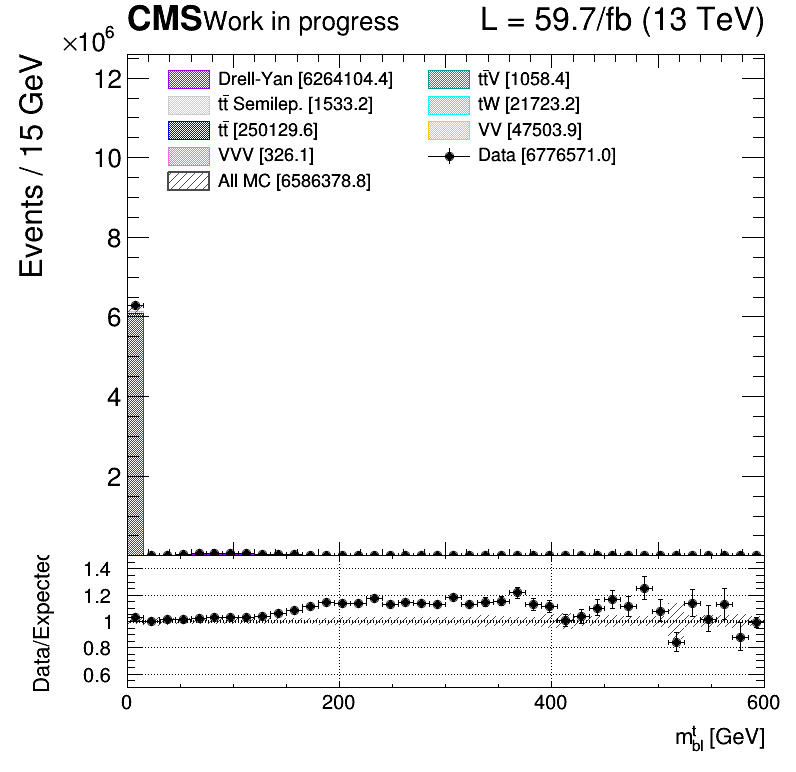 CMS Work in progress L = 59.7/fb (13 TeV)
×10⁶
Events / 15 GeV
12
10
8
6
4
2
Drell-Yan [6264104.4]
tt̄ Semilep. [1533.2]
tt̄ [250129.6]
VVV [326.1]
All MC [6586378.8]
tt̄V [1058.4]
tW [21723.2]
VV [47503.9]
Data [6776571.0]
Data/Expected
1.4
1.2
1
0.8
0.6
0 200 400 600
m^t_bl [GeV]